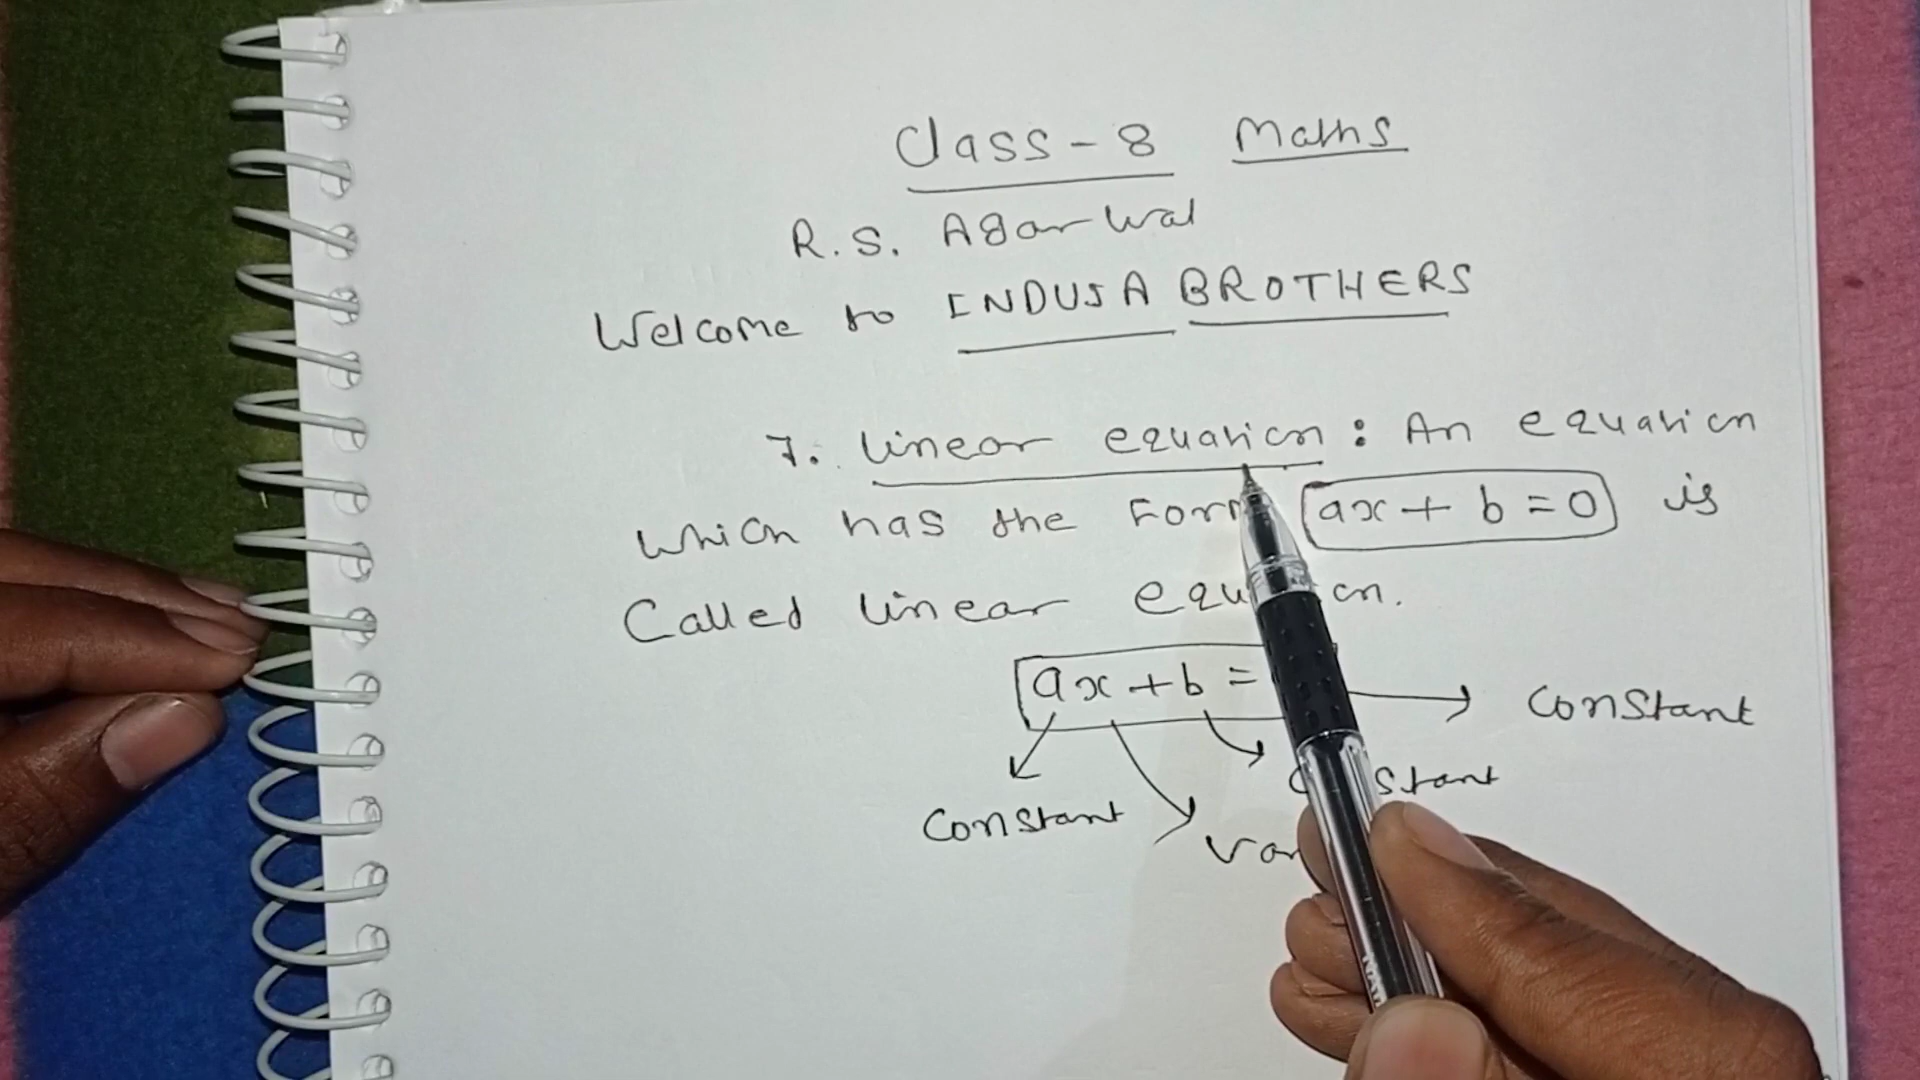 Class-8 Maths
R.S. Agarwal
Welcome to INDUSA BROTHERS
7. Linear equation : An equation
which has the Form ax + b = 0 is
Called linear equation.
ax + b =
Constant
Constant
Constant